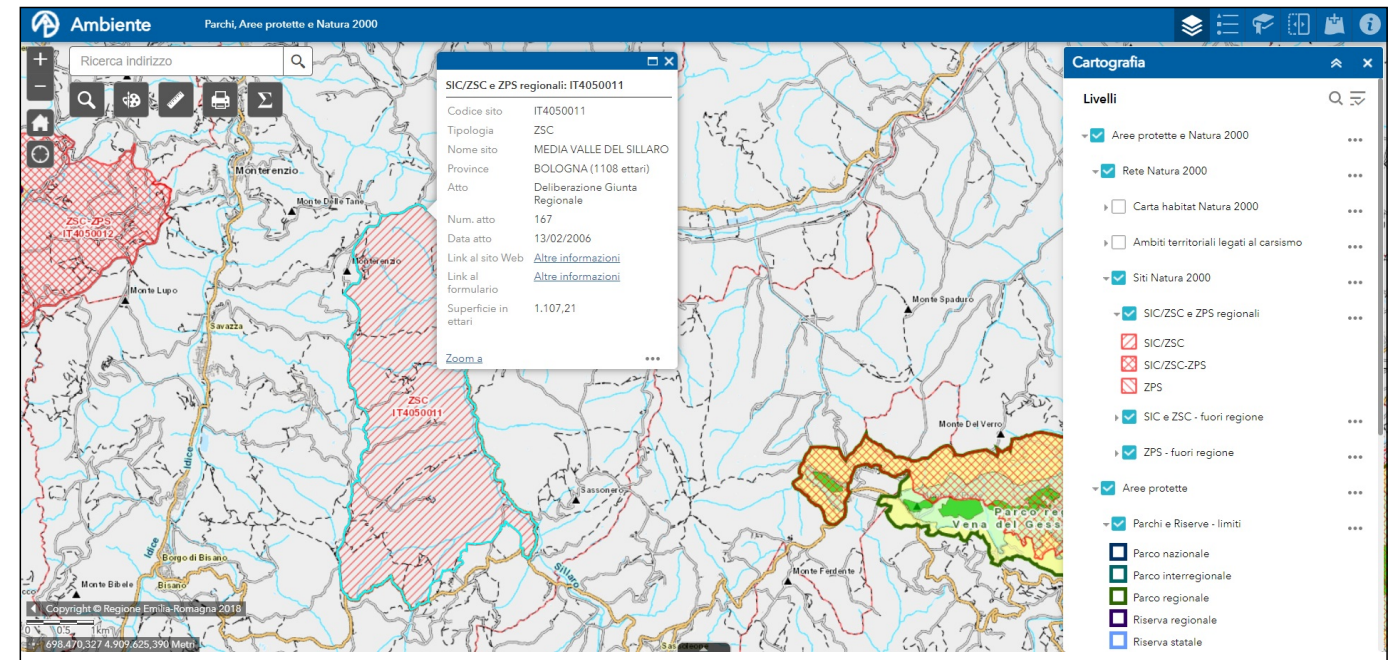 Ambiente
Parchi, Aree protette e Natura 2000
Ricerca indirizzo
SIC/ZSC e ZPS regionali: IT4050011
Codice sito IT4050011
Tipologia ZSC
Nome sito MEDIA VALLE DEL SILLARO
Province BOLOGNA (1108 ettari)
Atto Deliberazione Giunta
Regionale
Num. atto 167
Data atto 13/02/2006
Link al sito Web Altre informazioni
Link al Altre informazioni
formulario
Superficie in 1.107,21
ettari
Zoom a
Monterenzio
Monte Delle Tane
ZSC-ZPS
IT4050012
Monterenzio
Monte Lupo
Savazza
Monte Spaduro
ZSC
IT4050011
Monte Del Verro
Idice
Sassonero
Parco re
Vena del Gess
Idice
Borgo di Bisano
Sillaro
Monte Ferdente
Monte Bibele
Bisano
Copyright © Regione Emilia-Romagna 2018
0 0.5 1km
698.470,327 4.909.625,390 Metri
Cartografia
Livelli
Aree protette e Natura 2000
Rete Natura 2000
Carta habitat Natura 2000
Ambiti territoriali legati al carsismo
Siti Natura 2000
SIC/ZSC e ZPS regionali
SIC/ZSC
SIC/ZSC-ZPS
ZPS
SIC e ZSC - fuori regione
ZPS - fuori regione
Aree protette
Parchi e Riserve - limiti
Parco nazionale
Parco interregionale
Parco regionale
Riserva regionale
Riserva statale